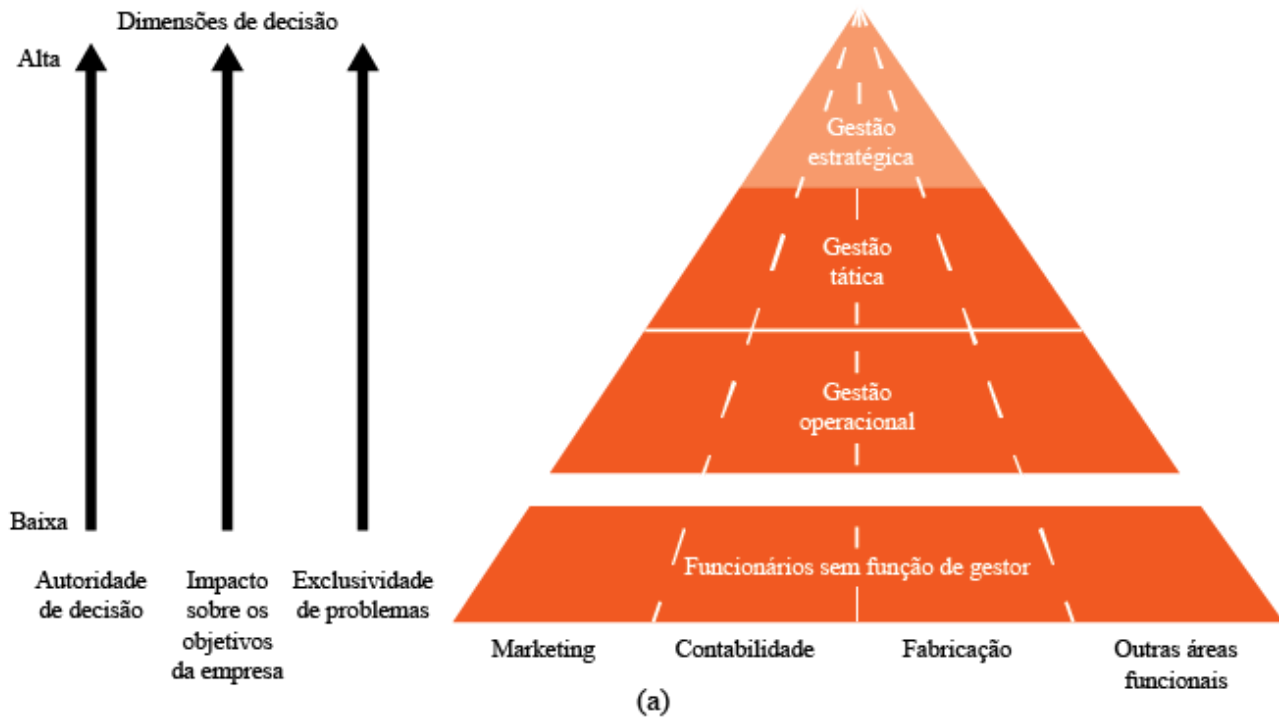 Dimensões de decisão
Alta
Baixa
Autoridade
de decisão
Impacto
sobre os
objetivos
da empresa
Exclusividade
de problemas
Gestão
estratégica
Gestão
tática
Gestão
operacional
Funcionários sem função de gestor
Marketing
Contabilidade
Fabricação
Outras áreas
funcionais
(a)